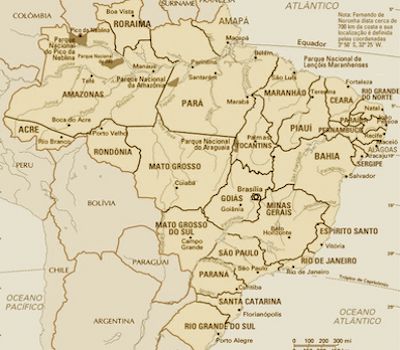 COLÔMBIA
Boa Vista
RORAIMA
Pico da Neblina
Parque
Nacional
do Pico
da Neblina
AMAPÁ
Macapá
ATLÂNTICO
Nota: Fernando de
Noronha dista cerca de
700 km da costa e sua
localização é definida
pelas coordenadas
3° 50' S, 32° 25' W.
Equador
Belém
Parque Nacional de
Lençóis Maranhenses
Parque Nacional
Manaus
Santarém
São Luís
Fortaleza
Tefé
Parque Nacional
da Amazônia
AMAZONAS
PARÁ
Marabá
MARANHÃO
Teresina
CEARÁ
RIO GRANDE
DO NORTE
Natal
PARAÍBA
PIAUÍ
PERNAMBUCO
Recife
ALAGOAS
Maceió
Aracaju
SERGIPE
ACRE
Boca do Acre
Rio Branco
Porto Velho
RONDÔNIA
Parque Nacional
do Araguaia
Palmas
TOCANTINS
BAHIA
Salvador
PERU
MATO GROSSO
Cuiabá
BOLÍVIA
GOIÁS
Goiânia
Brasília
MINAS
GERAIS
Belo
Horizonte
ESPÍRITO SANTO
Vitória
MATO GROSSO
DO SUL
Campo
Grande
SÃO PAULO
São Paulo
RIO DE JANEIRO
Rio de Janeiro
Trópico de Capricórnio
PARAGUAI
CHILE
PARANÁ
Curitiba
SANTA CATARINA
Florianópolis
OCEANO
PACÍFICO
ARGENTINA
RIO GRANDE DO SUL
Porto Alegre
OCEANO
ATLÂNTICO
0 100 200 300 mi